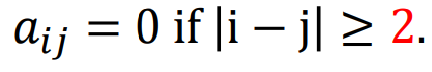 a_{ij} = 0 if |i − j| ≥ 2.